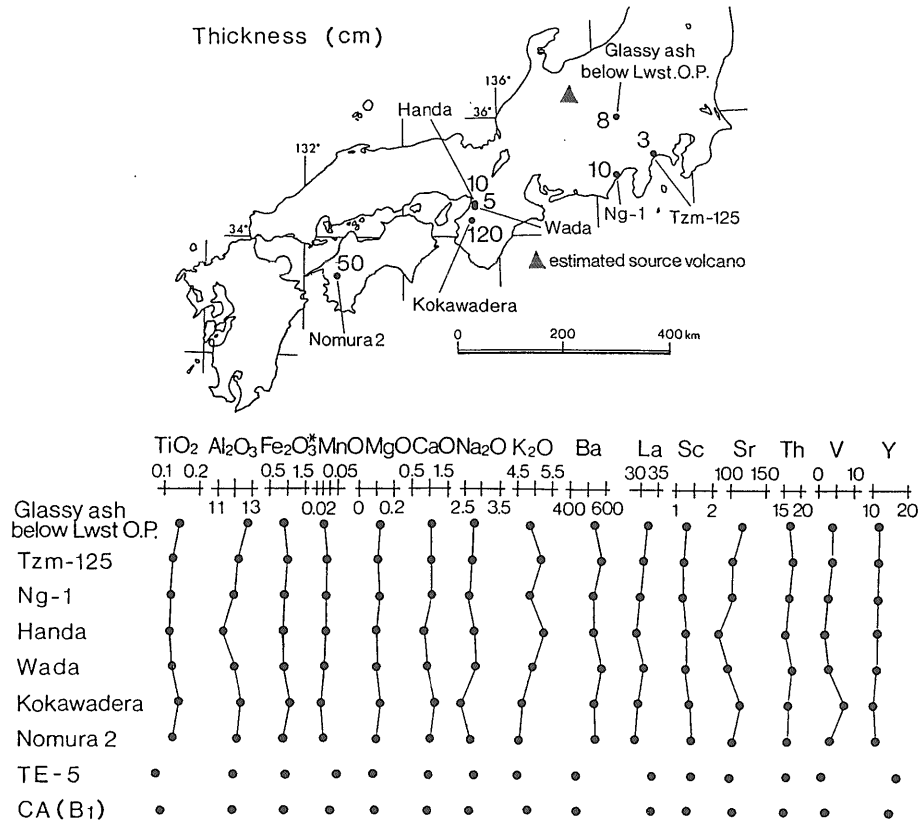 Thickness (cm)
Glassy ash
below Lwst.O.P.
136°
36°
Handa
8
132°
3
10
10
5
Ng-1
Tzm-125
Wada
34°
120
estimated source volcano
50
Kokawadera
Nomura 2
0 200 400 km
TiO₂ Al₂O₃ Fe₂O₃* MnO MgO CaO Na₂O K₂O Ba La Sc Sr Th V Y
0.1 0.2 0.5 1.5 0.05 0.5 1.5 4.5 5.5 30 35 100 150 0 10
11 13 0.02 0 0.2 2.5 3.5 400 600 1 2 15 20 10 20
Glassy ash
below Lwst O.P.
Tzm-125
Ng-1
Handa
Wada
Kokawadera
Nomura 2
TE-5
CA(B1)